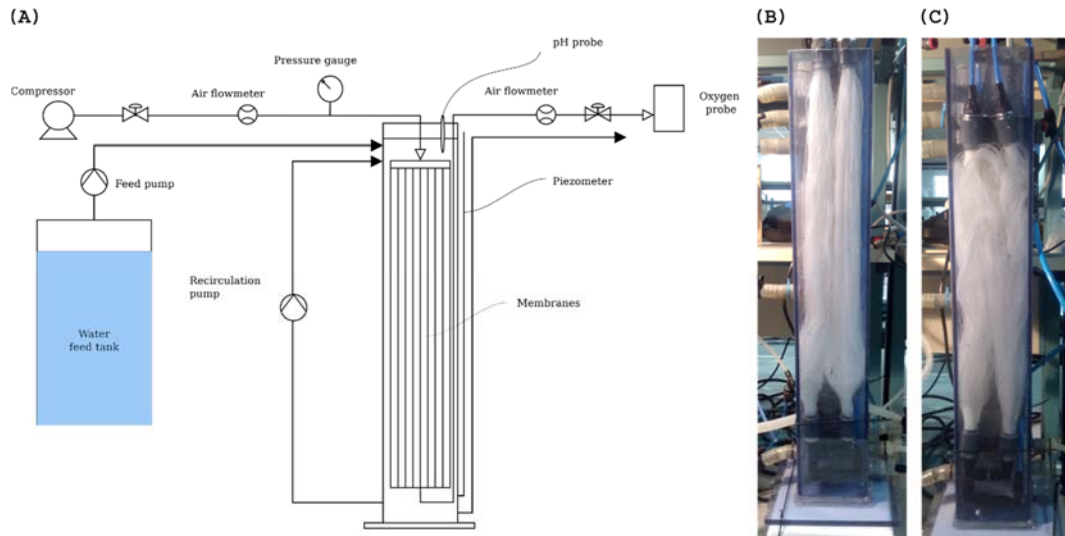 (A)
(B)
(C)
pH probe
Pressure gauge
Compressor
Air flowmeter
Air flowmeter
Oxygen
probe
Feed pump
Piezometer
Recirculation
pump
Membranes
Water
feed tank